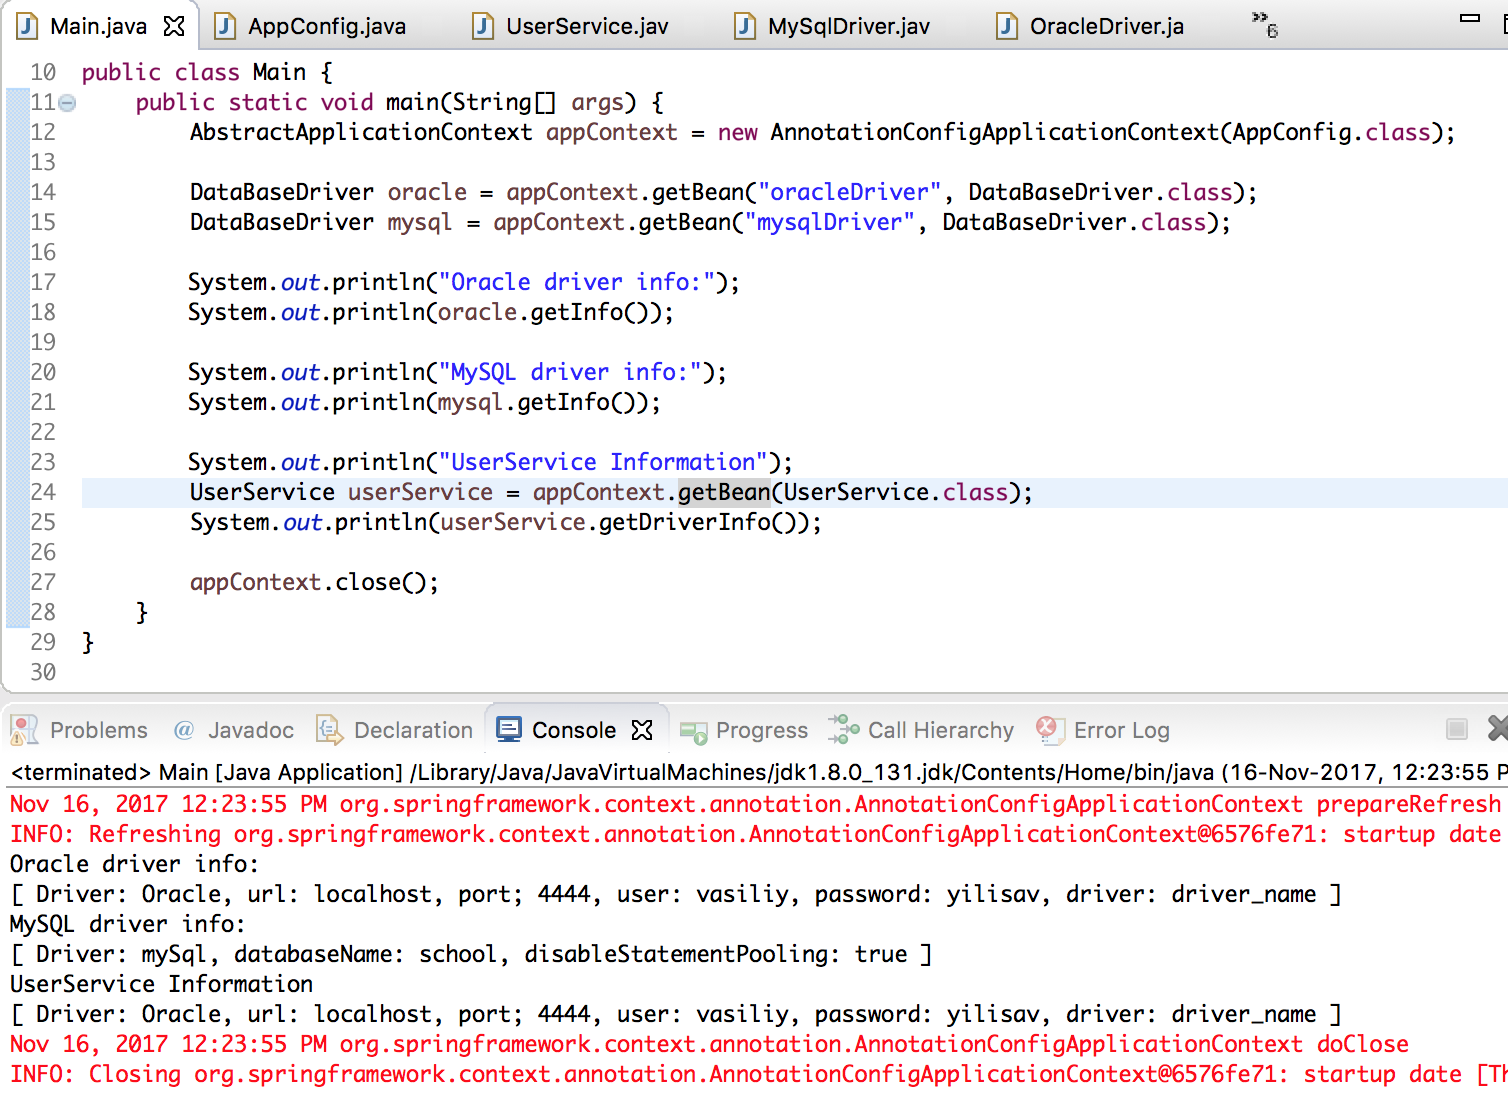 Main.java AppConfig.java UserService.jav MySqlDriver.jav OracleDriver.ja »6
10 public class Main {
11 public static void main(String[] args) {
12 AbstractApplicationContext appContext = new AnnotationConfigApplicationContext(AppConfig.class);
13
14 DataBaseDriver oracle = appContext.getBean("oracleDriver", DataBaseDriver.class);
15 DataBaseDriver mysql = appContext.getBean("mysqlDriver", DataBaseDriver.class);
16
17 System.out.println("Oracle driver info:");
18 System.out.println(oracle.getInfo());
19
20 System.out.println("MySQL driver info:");
21 System.out.println(mysql.getInfo());
22
23 System.out.println("UserService Information");
24 UserService userService = appContext.getBean(UserService.class);
25 System.out.println(userService.getDriverInfo());
26
27 appContext.close();
28 }
29 }
30
Problems @ Javadoc Declaration Console Progress Call Hierarchy Error Log
<terminated> Main [Java Application] /Library/Java/JavaVirtualMachines/jdk1.8.0_131.jdk/Contents/Home/bin/java (16-Nov-2017, 12:23:55 P
Nov 16, 2017 12:23:55 PM org.springframework.context.annotation.AnnotationConfigApplicationContext prepareRefresh
INFO: Refreshing org.springframework.context.annotation.AnnotationConfigApplicationContext@6576fe71: startup date
Oracle driver info:
[ Driver: Oracle, url: localhost, port; 4444, user: vasiliy, password: yilisav, driver: driver_name ]
MySQL driver info:
[ Driver: mySql, databaseName: school, disableStatementPooling: true ]
UserService Information
[ Driver: Oracle, url: localhost, port; 4444, user: vasiliy, password: yilisav, driver: driver_name ]
Nov 16, 2017 12:23:55 PM org.springframework.context.annotation.AnnotationConfigApplicationContext doClose
INFO: Closing org.springframework.context.annotation.AnnotationConfigApplicationContext@6576fe71: startup date [Th